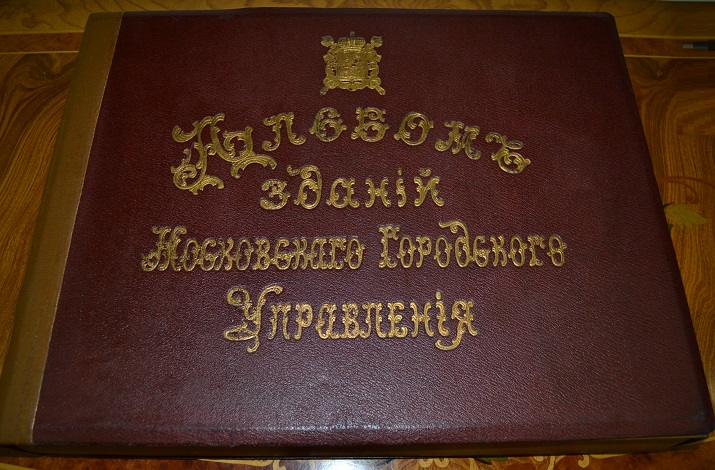 Альбомъ
зданій
Московскаго Городского
Управленія